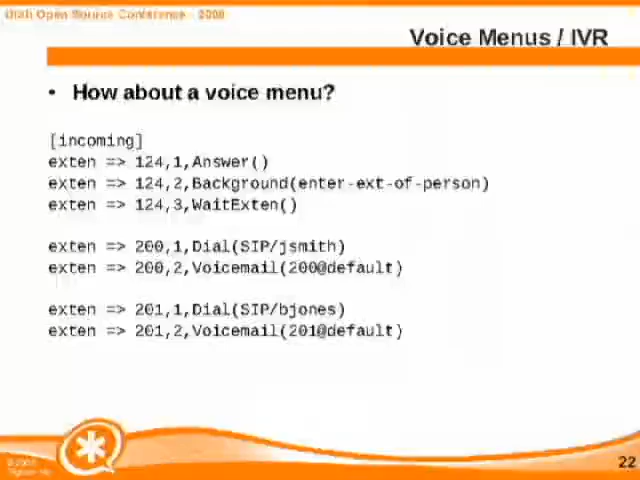 Utah Open Source Conference - 2008
Voice Menus / IVR
• How about a voice menu?
[incoming]
exten => 124,1,Answer()
exten => 124,2,Background(enter-ext-of-person)
exten => 124,3,WaitExten()
exten => 200,1,Dial(SIP/jsmith)
exten => 200,2,Voicemail(200@default)
exten => 201,1,Dial(SIP/bjones)
exten => 201,2,Voicemail(201@default)
22